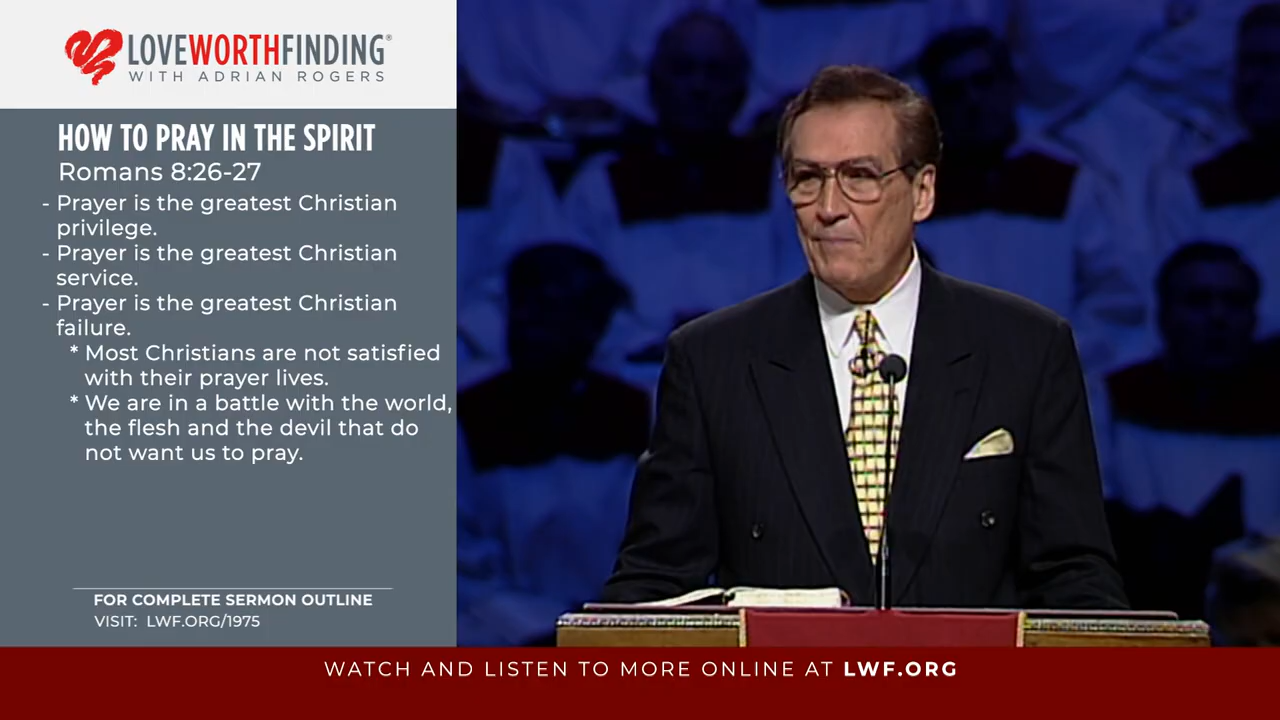 LOVEWORTHFINDING®
WITH ADRIAN ROGERS
HOW TO PRAY IN THE SPIRIT
Romans 8:26-27
- Prayer is the greatest Christian
privilege.
- Prayer is the greatest Christian
service.
- Prayer is the greatest Christian
failure.
* Most Christians are not satisfied
with their prayer lives.
* We are in a battle with the world,
the flesh and the devil that do
not want us to pray.
FOR COMPLETE SERMON OUTLINE
VISIT: LWF.ORG/1975
WATCH AND LISTEN TO MORE ONLINE AT LWF.ORG